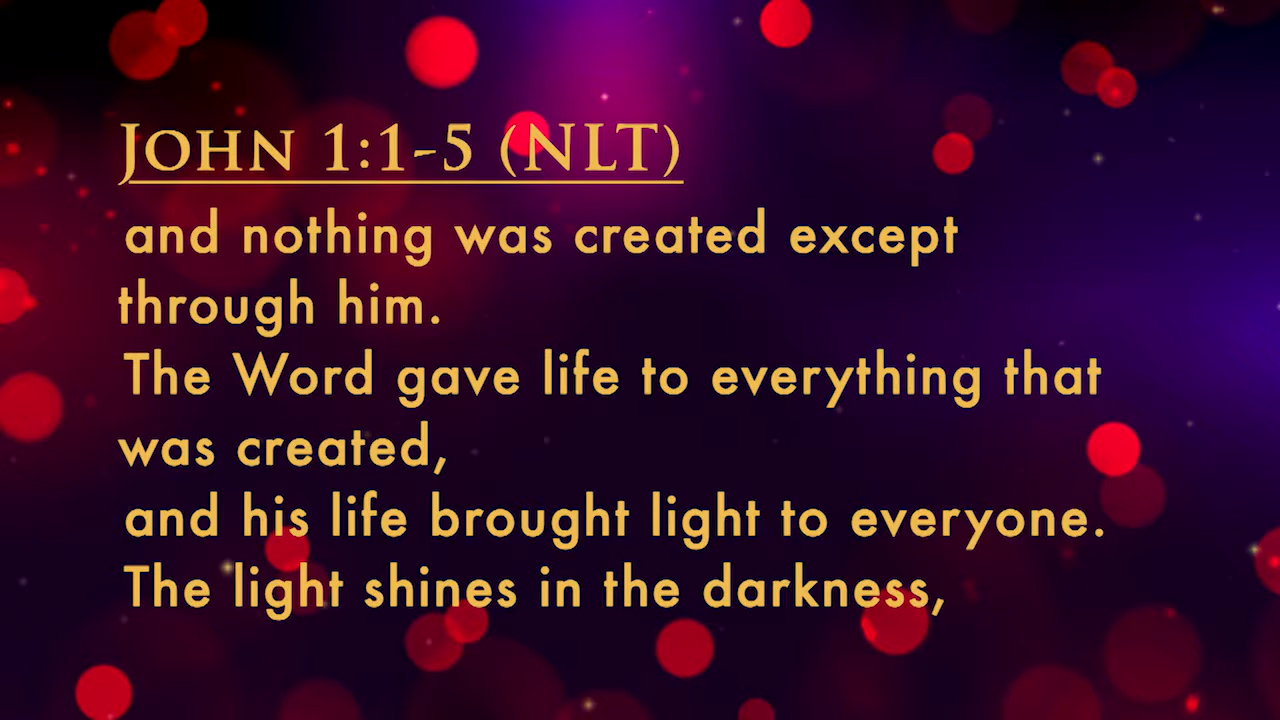 John 1:1-5 (NLT)
and nothing was created except
through him.
The Word gave life to everything that
was created,
and his life brought light to everyone.
The light shines in the darkness,